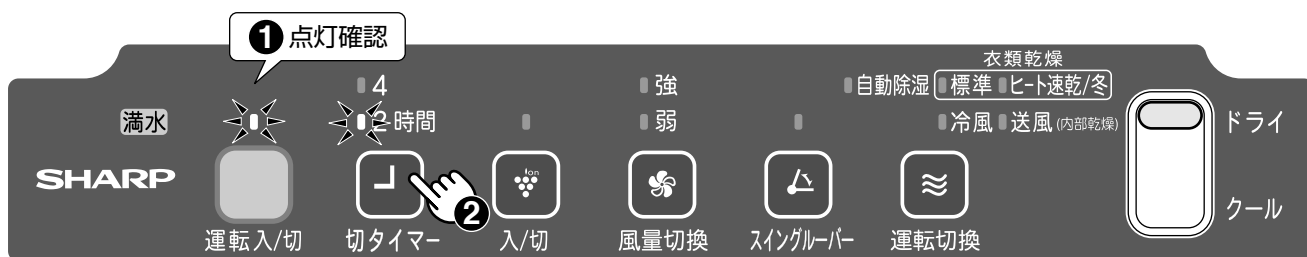 ❶点灯確認
衣類乾燥
4
強
自動除湿 標準 ヒート速乾/冬
満水
2時間
弱
冷風 送風(内部乾燥)
ドライ
SHARP
ion
❷
クール
運転入/切
切タイマー
入/切
風量切換
スイングルーバー
運転切換